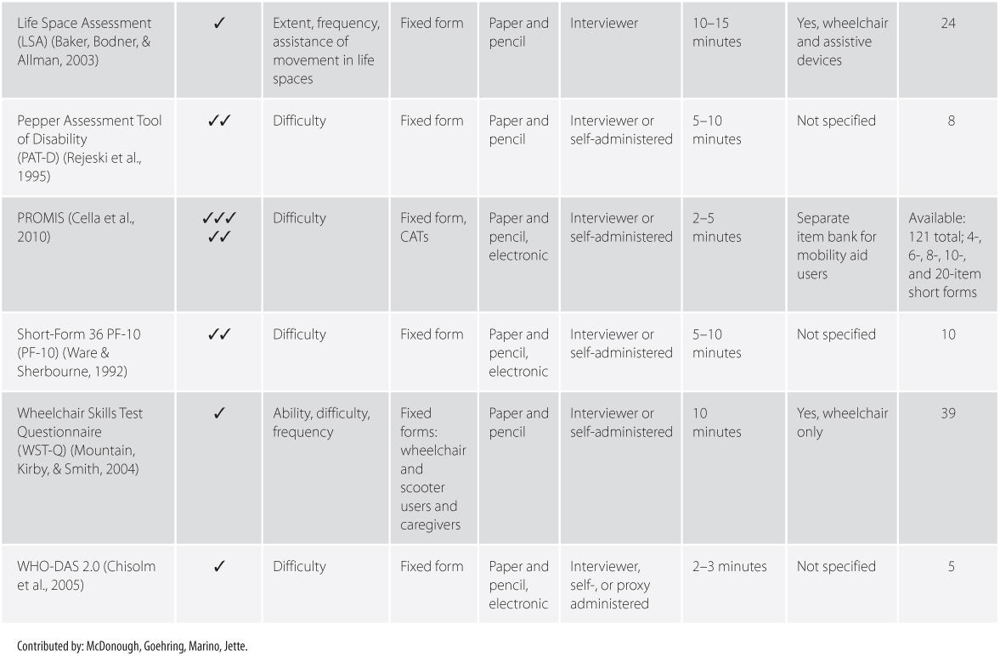 Life Space Assessment
(LSA) (Baker, Bodner, &
Allman, 2003)
✓
Extent, frequency,
assistance of
movement in life
spaces
Fixed form
Paper and
pencil
Interviewer
10–15
minutes
Yes, wheelchair
and assistive
devices
24
Pepper Assessment Tool
of Disability
(PAT-D) (Rejeski et al.,
1995)
✓✓
Difficulty
Fixed form
Paper and
pencil
Interviewer or
self-administered
5–10
minutes
Not specified
8
PROMIS (Cella et al.,
2010)
✓✓✓
✓✓
Difficulty
Fixed form,
CATs
Paper and
pencil,
electronic
Interviewer or
self-administered
2–5
minutes
Separate
item bank for
mobility aid
users
Available:
121 total; 4-,
6-, 8-, 10-,
and 20-item
short forms
Short-Form 36 PF-10
(PF-10) (Ware &
Sherbourne, 1992)
✓✓
Difficulty
Fixed form
Paper and
pencil,
electronic
Interviewer or
self-administered
5–10
minutes
Not specified
10
Wheelchair Skills Test
Questionnaire
(WST-Q) (Mountain,
Kirby, & Smith, 2004)
✓
Ability, difficulty,
frequency
Fixed
forms:
wheelchair
and
scooter
users and
caregivers
Paper and
pencil
Interviewer or
self-administered
10
minutes
Yes, wheelchair
only
39
WHO-DAS 2.0 (Chisolm
et al., 2005)
✓
Difficulty
Fixed form
Paper and
pencil,
electronic
Interviewer,
self-, or proxy
administered
2–3 minutes
Not specified
5
Contributed by: McDonough, Goehring, Marino, Jette.